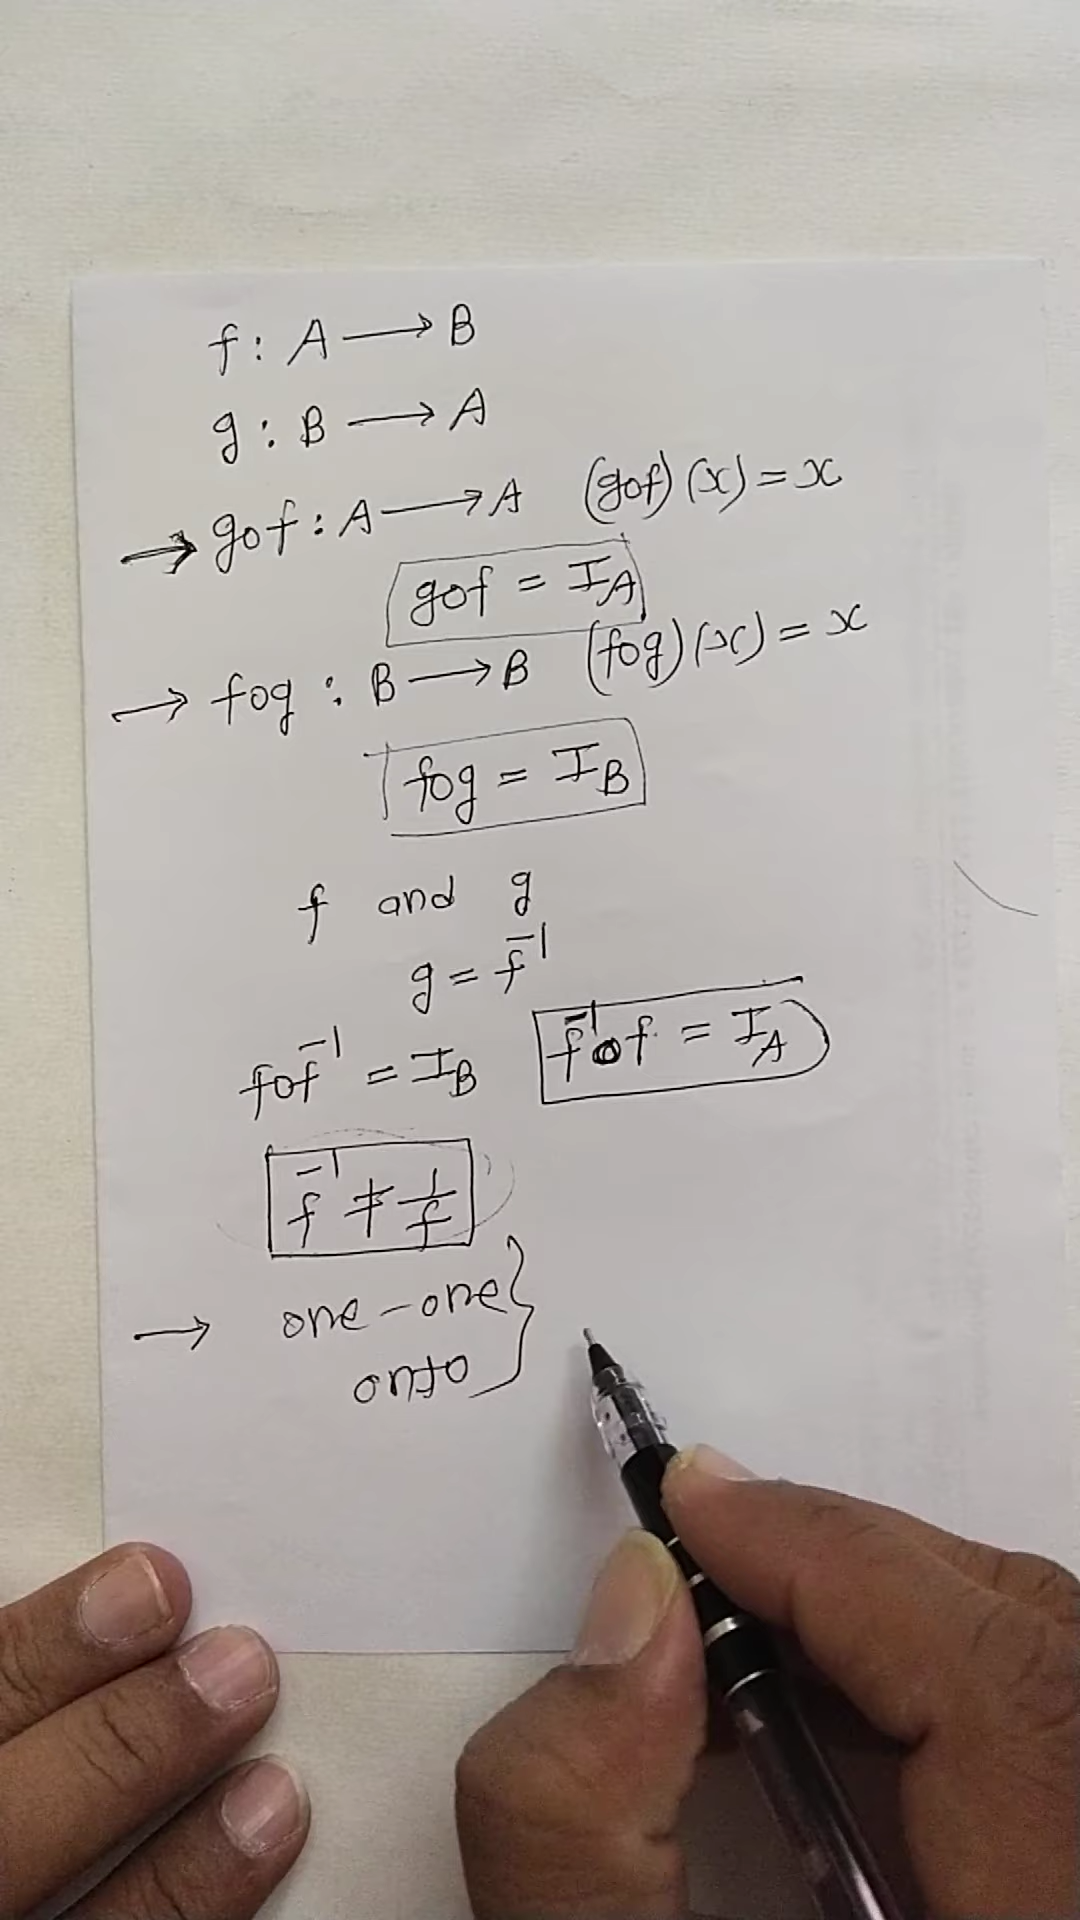 f : A ⟶ B
g : B ⟶ A
→ gof : A ⟶ A (gof)(x) = x
gof = I_A
→ fog : B ⟶ B (fog)(x) = x
fog = I_B
f and g
g = f⁻¹
fof⁻¹ = I_B f⁻¹of = I_A
f⁻¹ ≠ 1/f
→ one-one }
onto